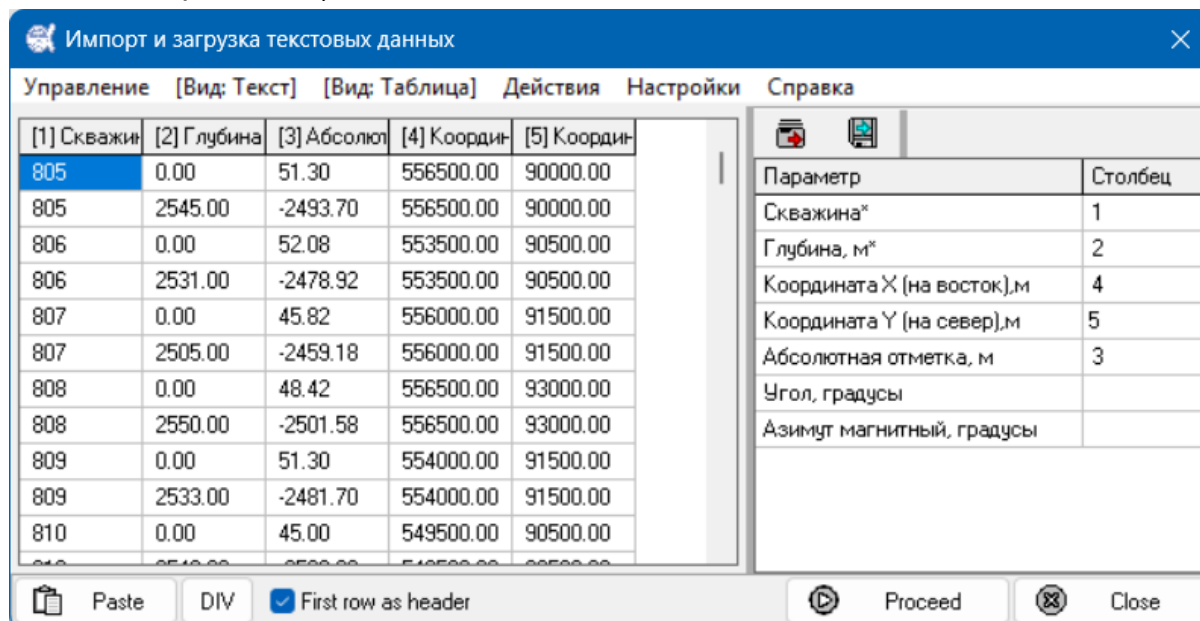 Импорт и загрузка текстовых данных
Управление [Вид: Текст] [Вид: Таблица] Действия Настройки Справка
[1] Скважин [2] Глубина [3] Абсолют [4] Координ [5] Координ
805 0.00 51.30 556500.00 90000.00
805 2545.00 -2493.70 556500.00 90000.00
806 0.00 52.08 553500.00 90500.00
806 2531.00 -2478.92 553500.00 90500.00
807 0.00 45.82 556000.00 91500.00
807 2505.00 -2459.18 556000.00 91500.00
808 0.00 48.42 556500.00 93000.00
808 2550.00 -2501.58 556500.00 93000.00
809 0.00 51.30 554000.00 91500.00
809 2533.00 -2481.70 554000.00 91500.00
810 0.00 45.00 549500.00 90500.00
Параметр Столбец
Скважина* 1
Глубина, м* 2
Координата X (на восток),м 4
Координата Y (на север),м 5
Абсолютная отметка, м 3
Угол, градусы
Азимут магнитный, градусы
Paste DIV First row as header Proceed Close